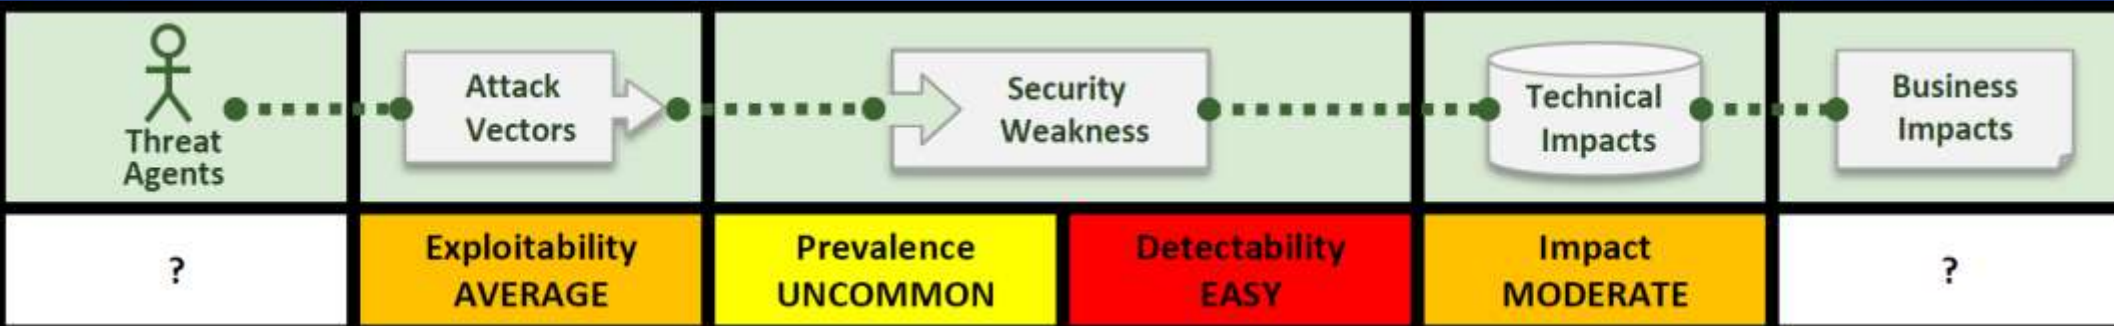 Threat
Agents
Attack
Vectors
Security
Weakness
Technical
Impacts
Business
Impacts
?
Exploitability
AVERAGE
Prevalence
UNCOMMON
Detectability
EASY
Impact
MODERATE
?